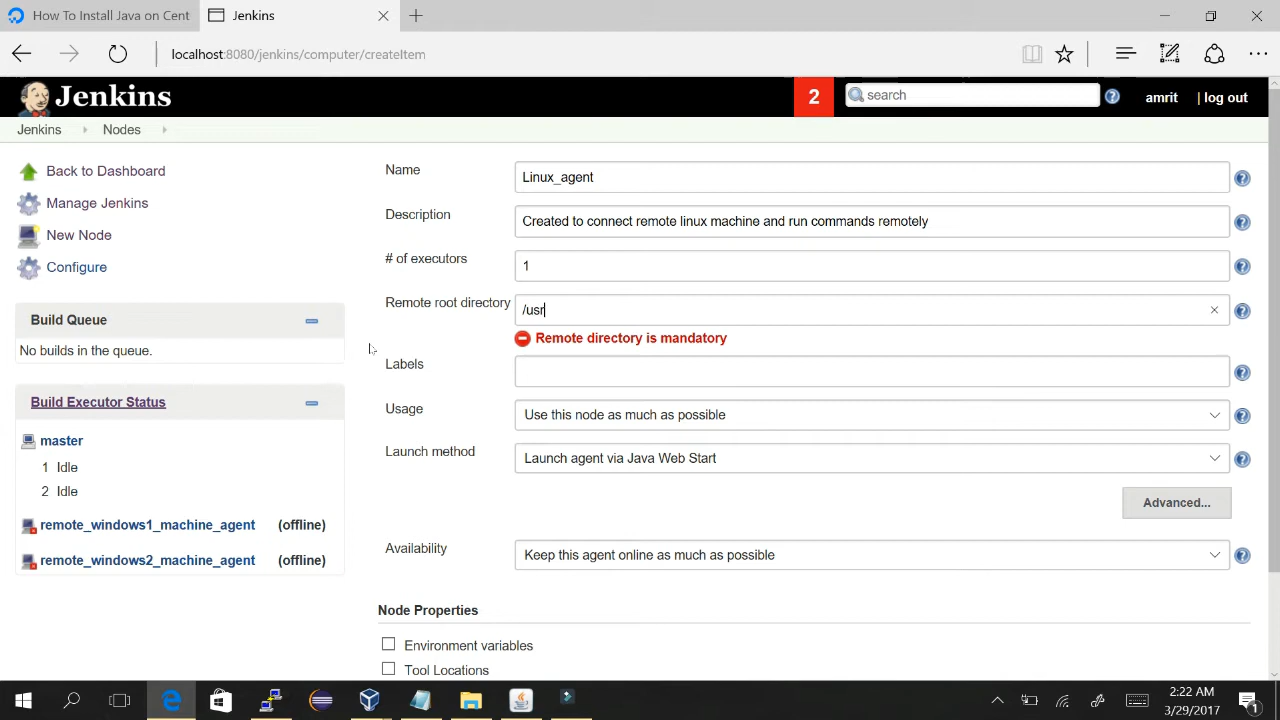 How To Install Java on Cent
Jenkins
localhost:8080/jenkins/computer/createItem
Jenkins
2
search
amrit
| log out
Jenkins
Nodes
Back to Dashboard
Manage Jenkins
New Node
Configure
Build Queue
No builds in the queue.
Build Executor Status
master
1 Idle
2 Idle
remote_windows1_machine_agent (offline)
remote_windows2_machine_agent (offline)
Name
Linux_agent
Description
Created to connect remote linux machine and run commands remotely
# of executors
1
Remote root directory
/usr
Remote directory is mandatory
Labels
Usage
Use this node as much as possible
Launch method
Launch agent via Java Web Start
Advanced...
Availability
Keep this agent online as much as possible
Node Properties
Environment variables
Tool Locations
2:22 AM
3/29/2017
1